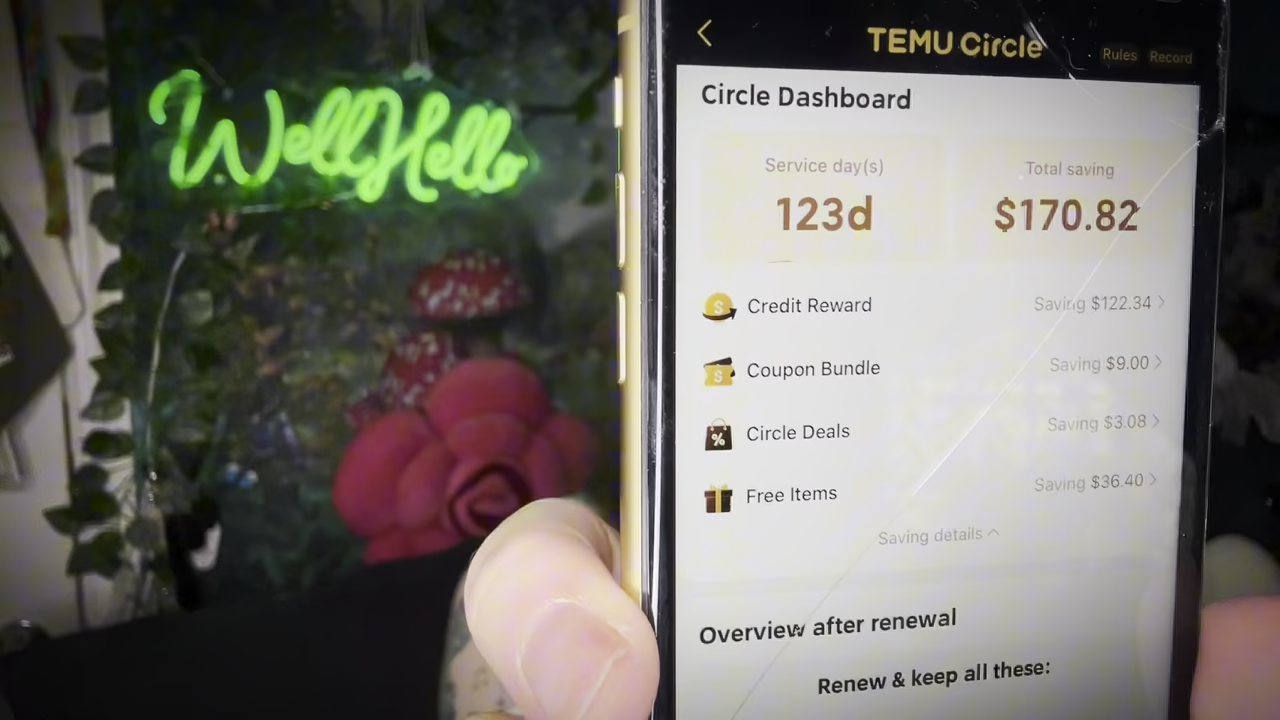 WellHello
TEMU Circle
Rules Record
Circle Dashboard
Service day(s)
123d
Total saving
$170.82
Credit Reward
Saving $122.34
Coupon Bundle
Saving $9.00
Circle Deals
Saving $3.08
Free Items
Saving $36.40
Saving details
Overview after renewal
Renew & keep all these: